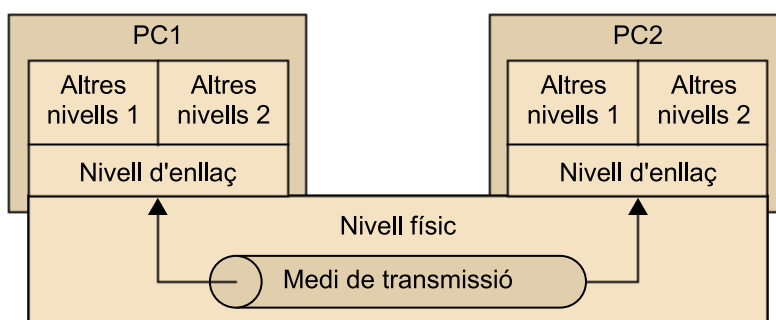 PC1
PC2
Altres
nivells 1
Altres
nivells 2
Altres
nivells 1
Altres
nivells 2
Nivell d'enllaç
Nivell d'enllaç
Nivell físic
Medi de transmissió